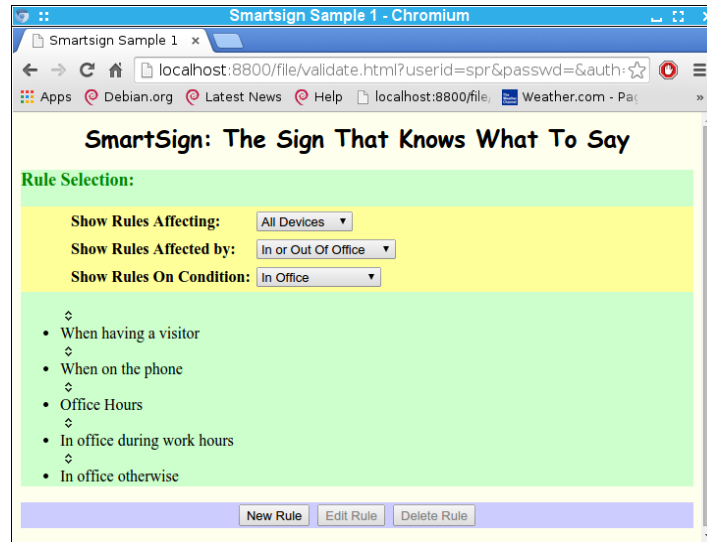 Smartsign Sample 1 - Chromium
Smartsign Sample 1
localhost:8800/file/validate.html?userid=spr&passwd=&auth=
Apps Debian.org Latest News Help localhost:8800/file, Weather.com - Pag »
SmartSign: The Sign That Knows What To Say
Rule Selection:
Show Rules Affecting: All Devices
Show Rules Affected by: In or Out Of Office
Show Rules On Condition: In Office
• When having a visitor
• When on the phone
• Office Hours
• In office during work hours
• In office otherwise
New Rule Edit Rule Delete Rule